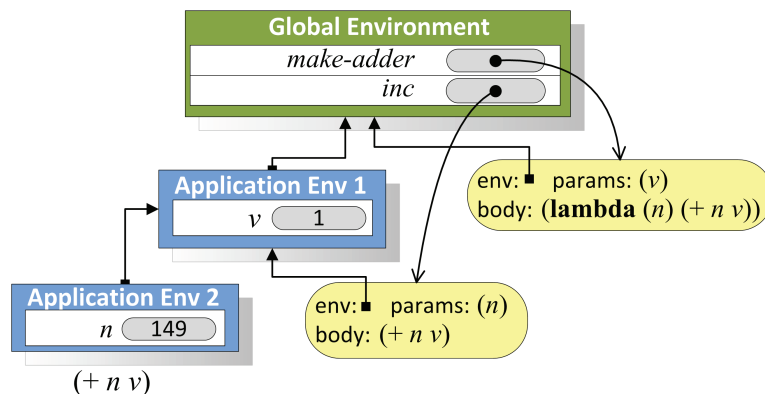 Global Environment
make-adder
inc
Application Env 1
v 1
env: params: (v)
body: (lambda (n) (+ n v))
Application Env 2
n 149
env: params: (n)
body: (+ n v)
(+ n v)